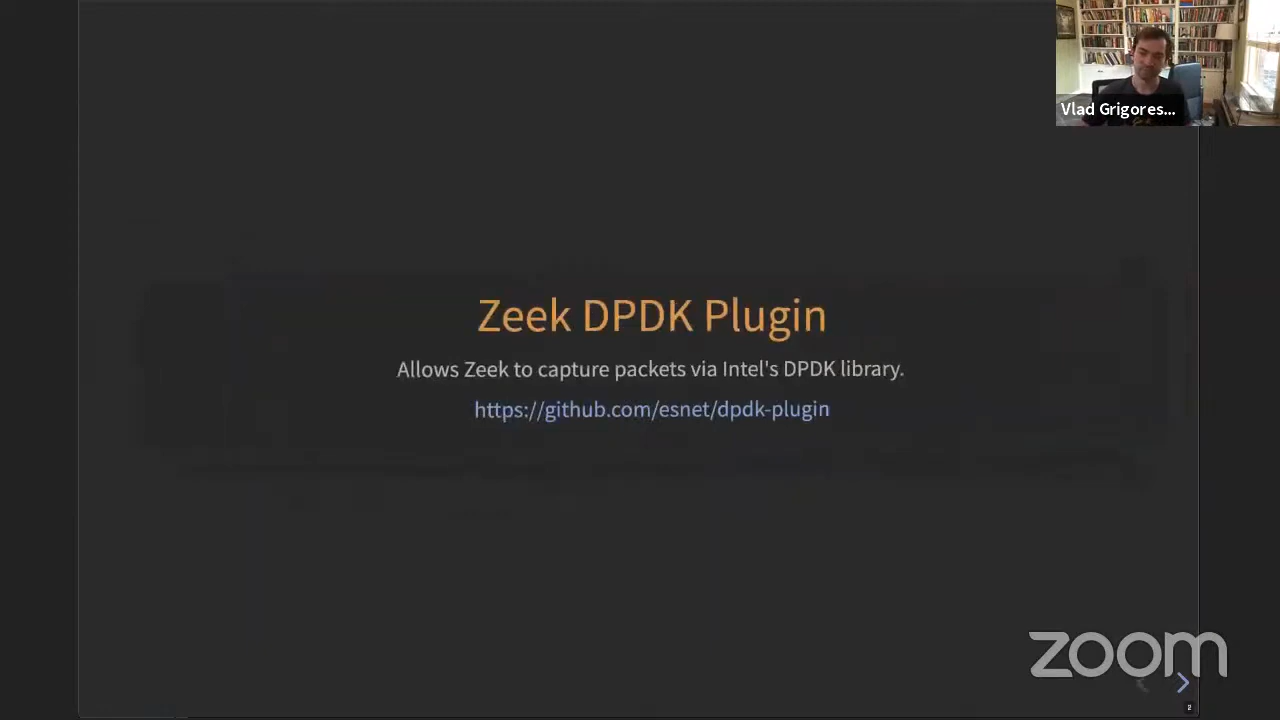 Vlad Grigores...
Zeek DPDK Plugin
Allows Zeek to capture packets via Intel's DPDK library.
https://github.com/esnet/dpdk-plugin
zoom
2